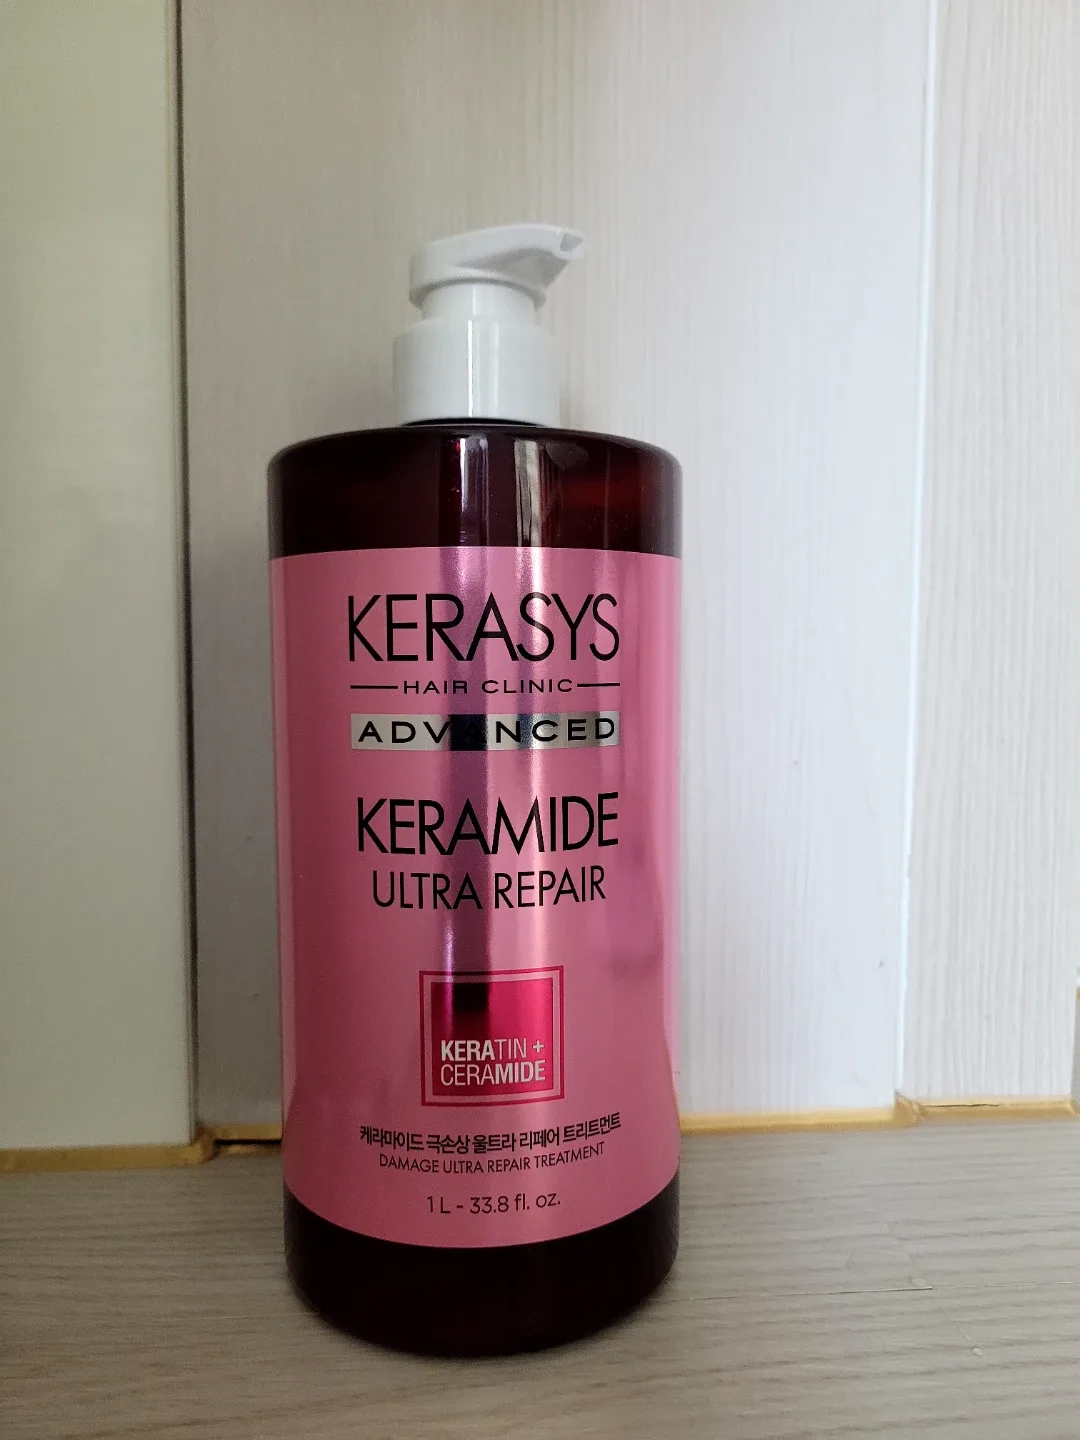 KERASYS
HAIR CLINIC
ADVANCED
KERAMIDE
ULTRA REPAIR
KERATIN +
CERAMIDE
케라마이드 극손상 울트라 리페어 트리트먼트
DAMAGE ULTRA REPAIR TREATMENT
1 L - 33.8 fl. oz.